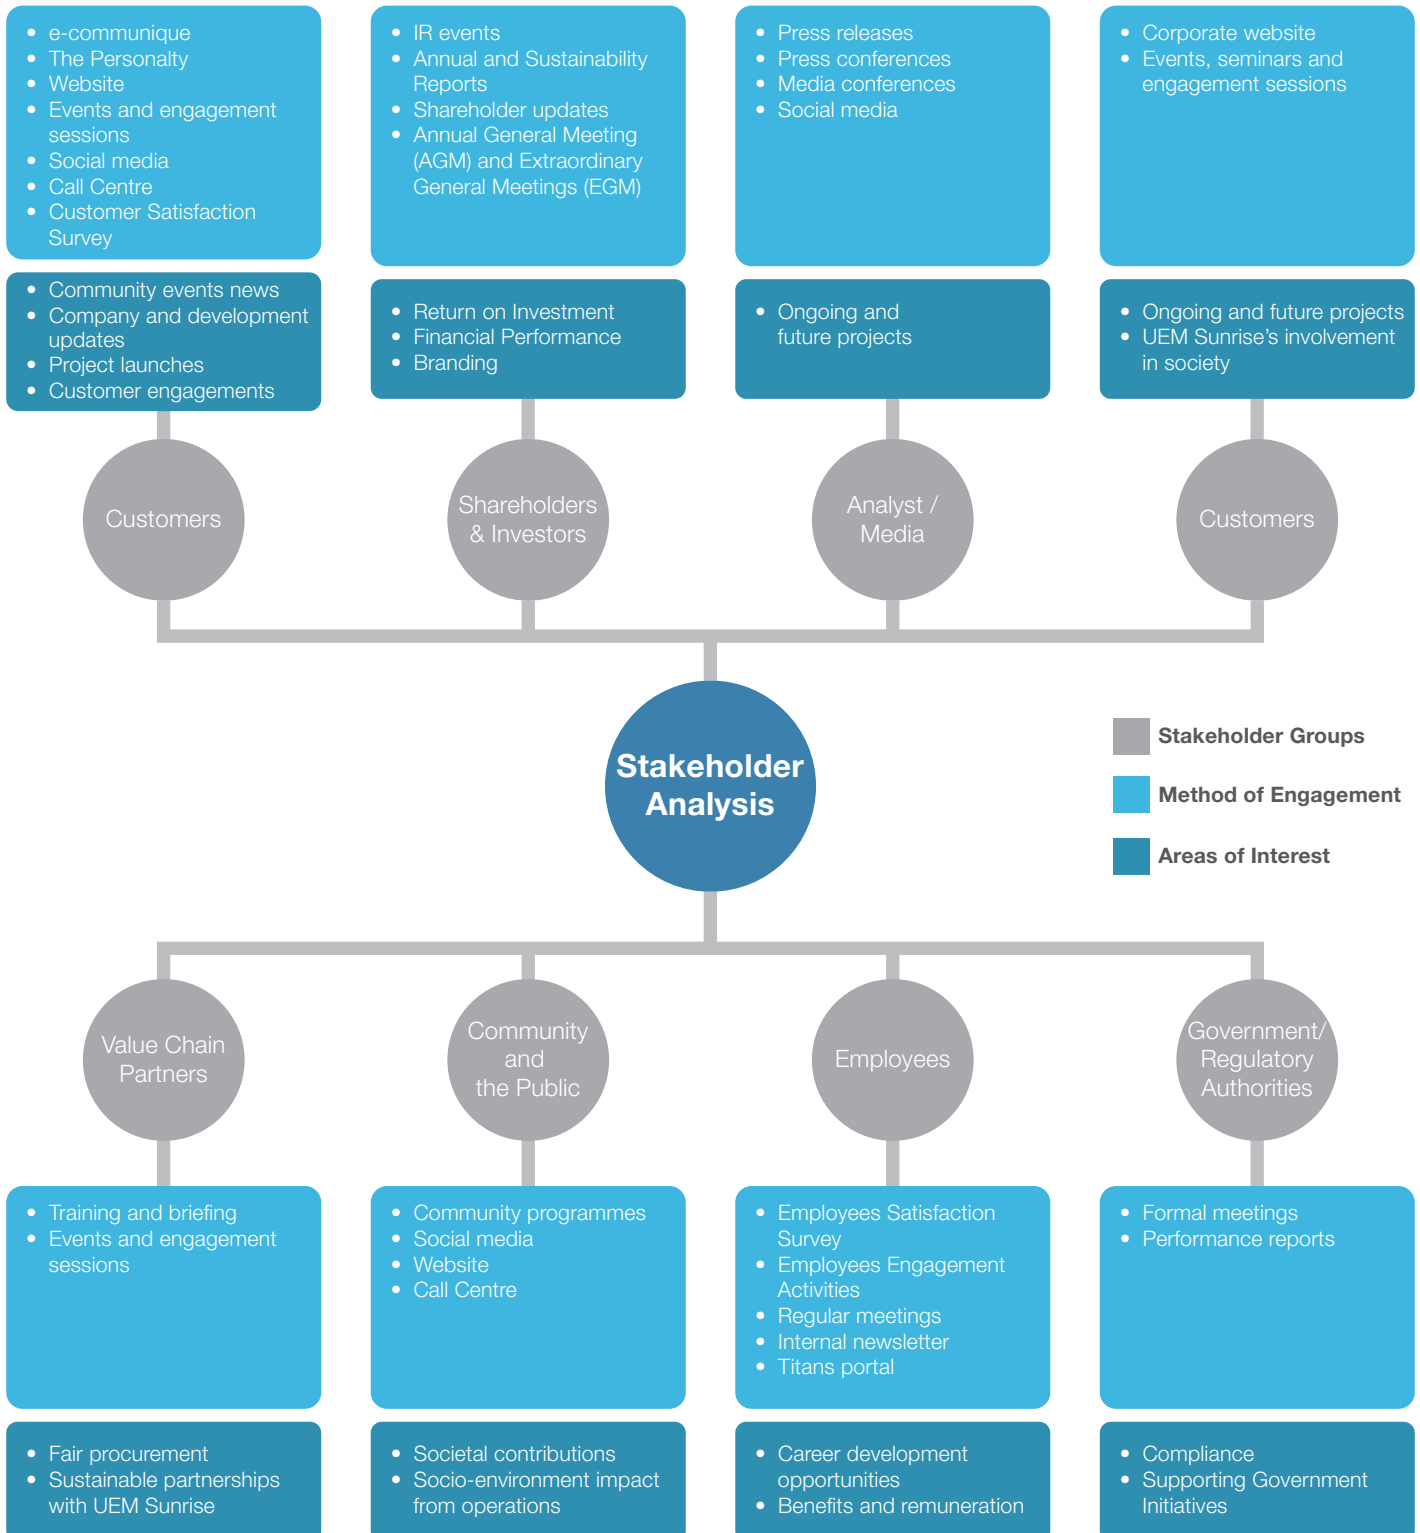 • e-communique
• The Personalty
• Website
• Events and engagement
sessions
• Social media
• Call Centre
• Customer Satisfaction
Survey
• IR events
• Annual and Sustainability
Reports
• Shareholder updates
• Annual General Meeting
(AGM) and Extraordinary
General Meetings (EGM)
• Press releases
• Press conferences
• Media conferences
• Social media
• Corporate website
• Events, seminars and
engagement sessions
• Community events news
• Company and development
updates
• Project launches
• Customer engagements
• Return on Investment
• Financial Performance
• Branding
• Ongoing and
future projects
• Ongoing and future projects
• UEM Sunrise's involvement
in society
Customers
Shareholders
& Investors
Analyst /
Media
Customers
Stakeholder
Analysis
Stakeholder Groups
Method of Engagement
Areas of Interest
Value Chain
Partners
Community
and
the Public
Employees
Government/
Regulatory
Authorities
• Training and briefing
• Events and engagement
sessions
• Community programmes
• Social media
• Website
• Call Centre
• Employees Satisfaction
Survey
• Employees Engagement
Activities
• Regular meetings
• Internal newsletter
• Titans portal
• Formal meetings
• Performance reports
• Fair procurement
• Sustainable partnerships
with UEM Sunrise
• Societal contributions
• Socio-environment impact
from operations
• Career development
opportunities
• Benefits and remuneration
• Compliance
• Supporting Government
Initiatives